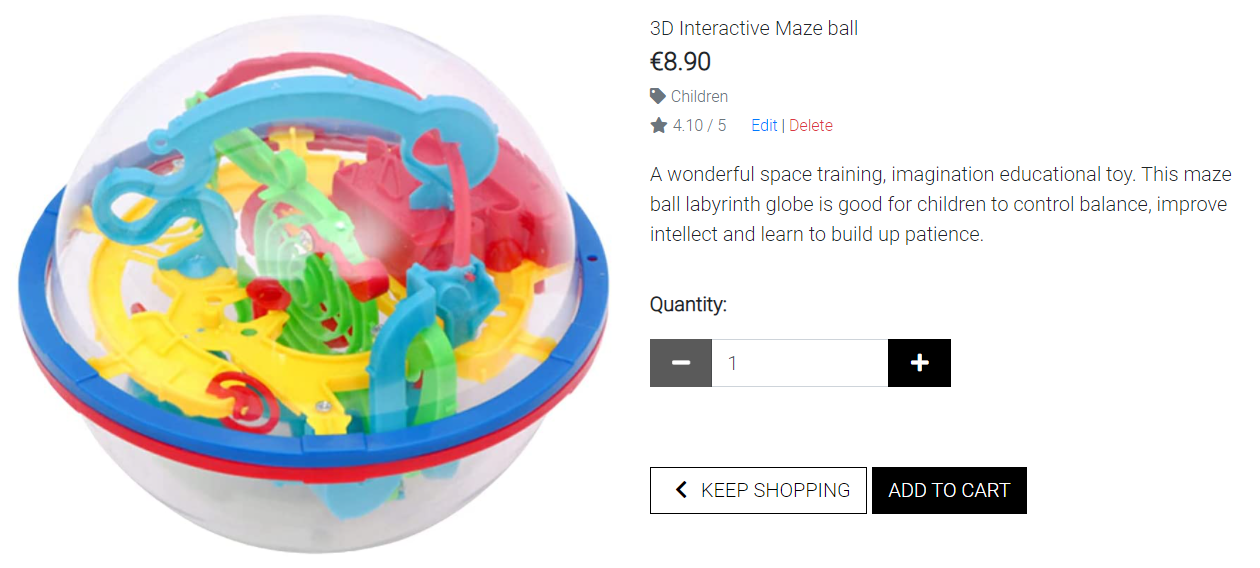 3D Interactive Maze ball
€8.90
Children
4.10 / 5 Edit | Delete
A wonderful space training, imagination educational toy. This maze
ball labyrinth globe is good for children to control balance, improve
intellect and learn to build up patience.
Quantity:
1
KEEP SHOPPING ADD TO CART